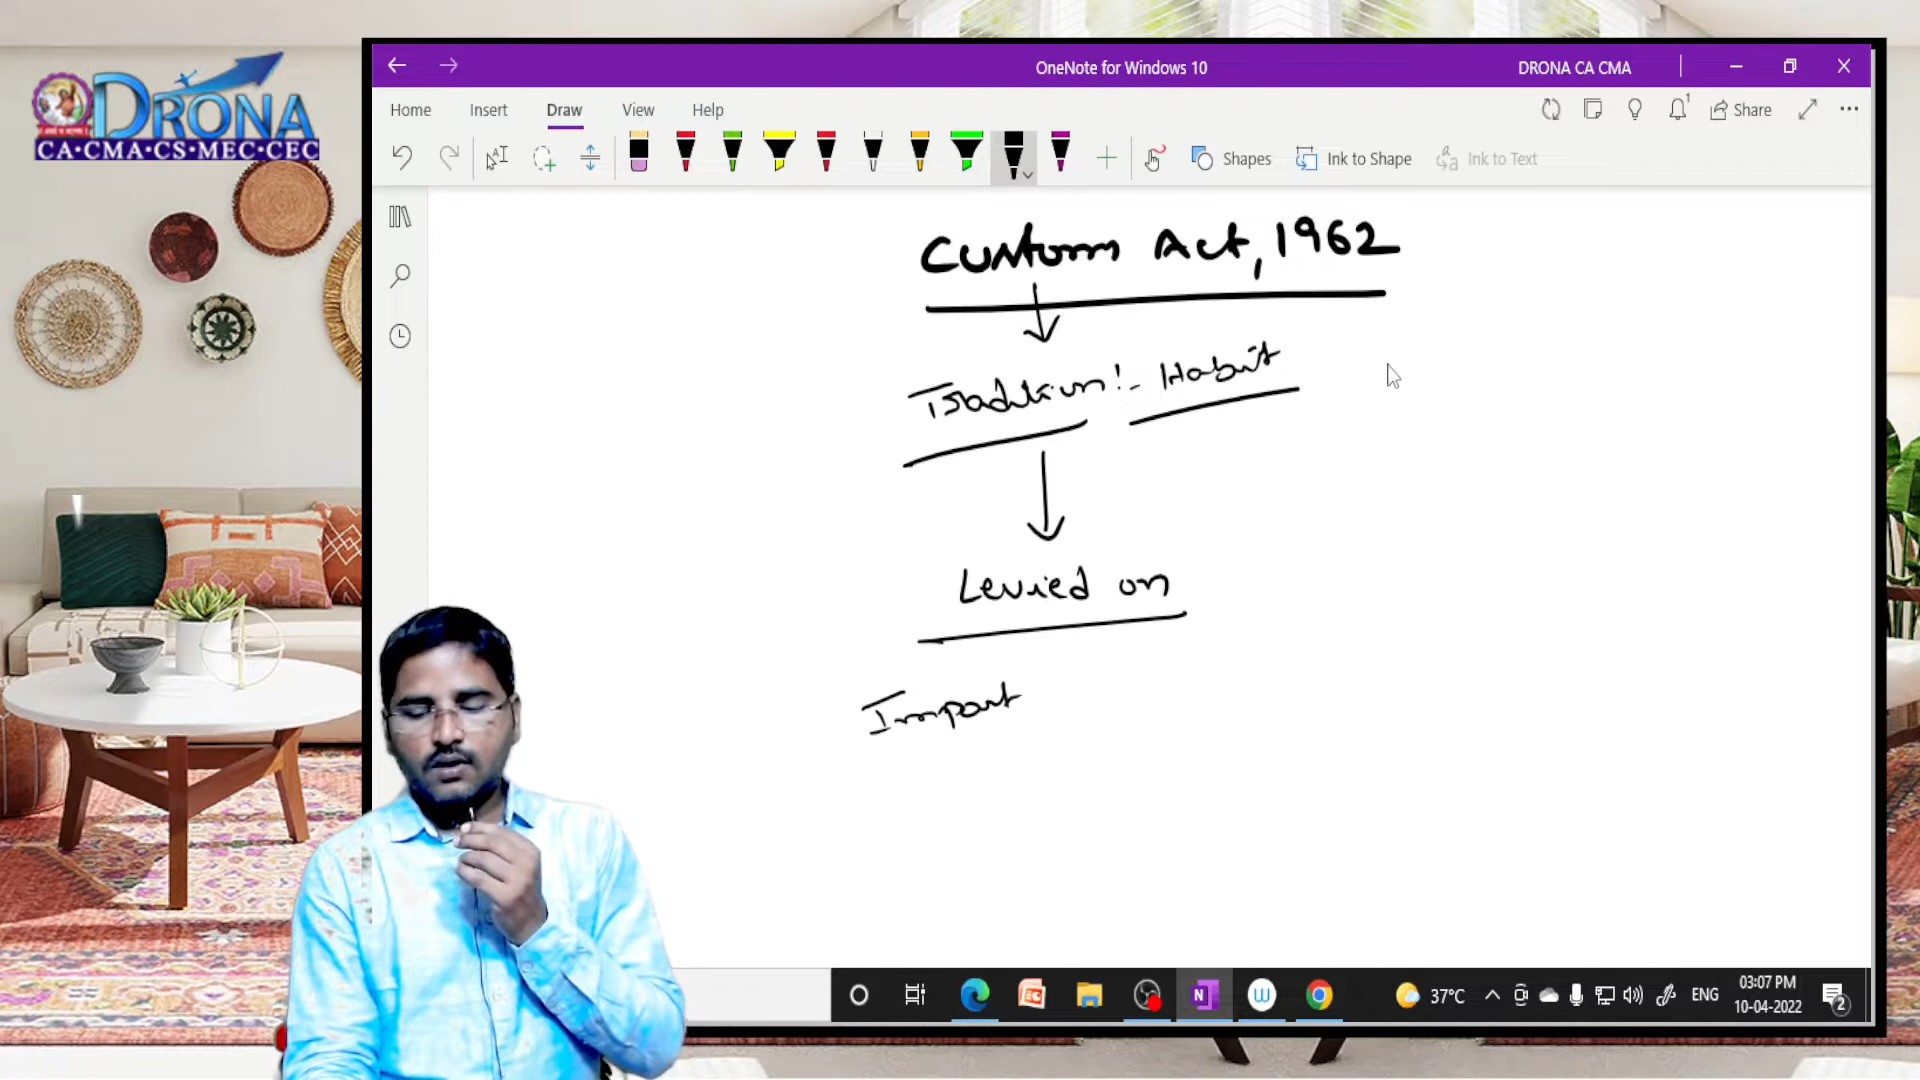 DRONA
CA•CMA•CS•MEC•CEC
OneNote for Windows 10
DRONA CA CMA
Home Insert Draw View Help
1
Share
Shapes
Ink to Shape
Ink to Text
Custom Act, 1962
Tradition:- Habit
Levied on
Import
37°C
ENG
03:07 PM
10-04-2022
2